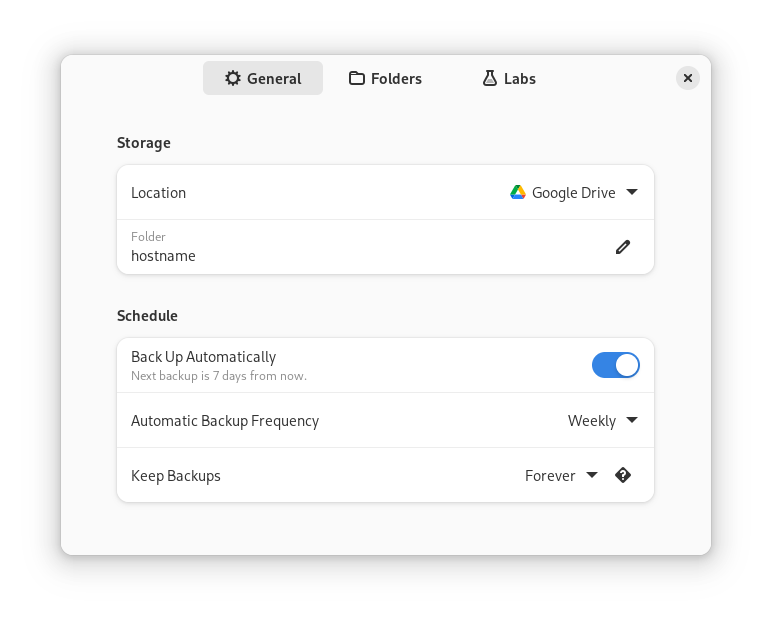 General
Folders
Labs
Storage
Location
Google Drive
Folder
hostname
Schedule
Back Up Automatically
Next backup is 7 days from now.
Automatic Backup Frequency
Weekly
Keep Backups
Forever
?